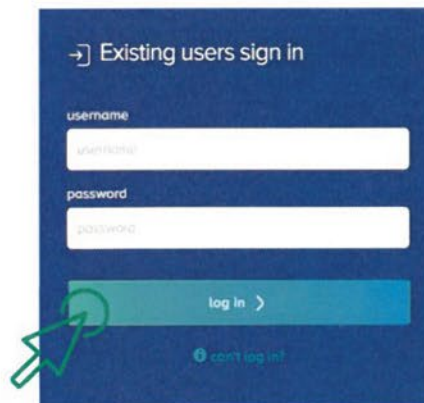 Existing users sign in
username
username
password
password
log in
can't log in?